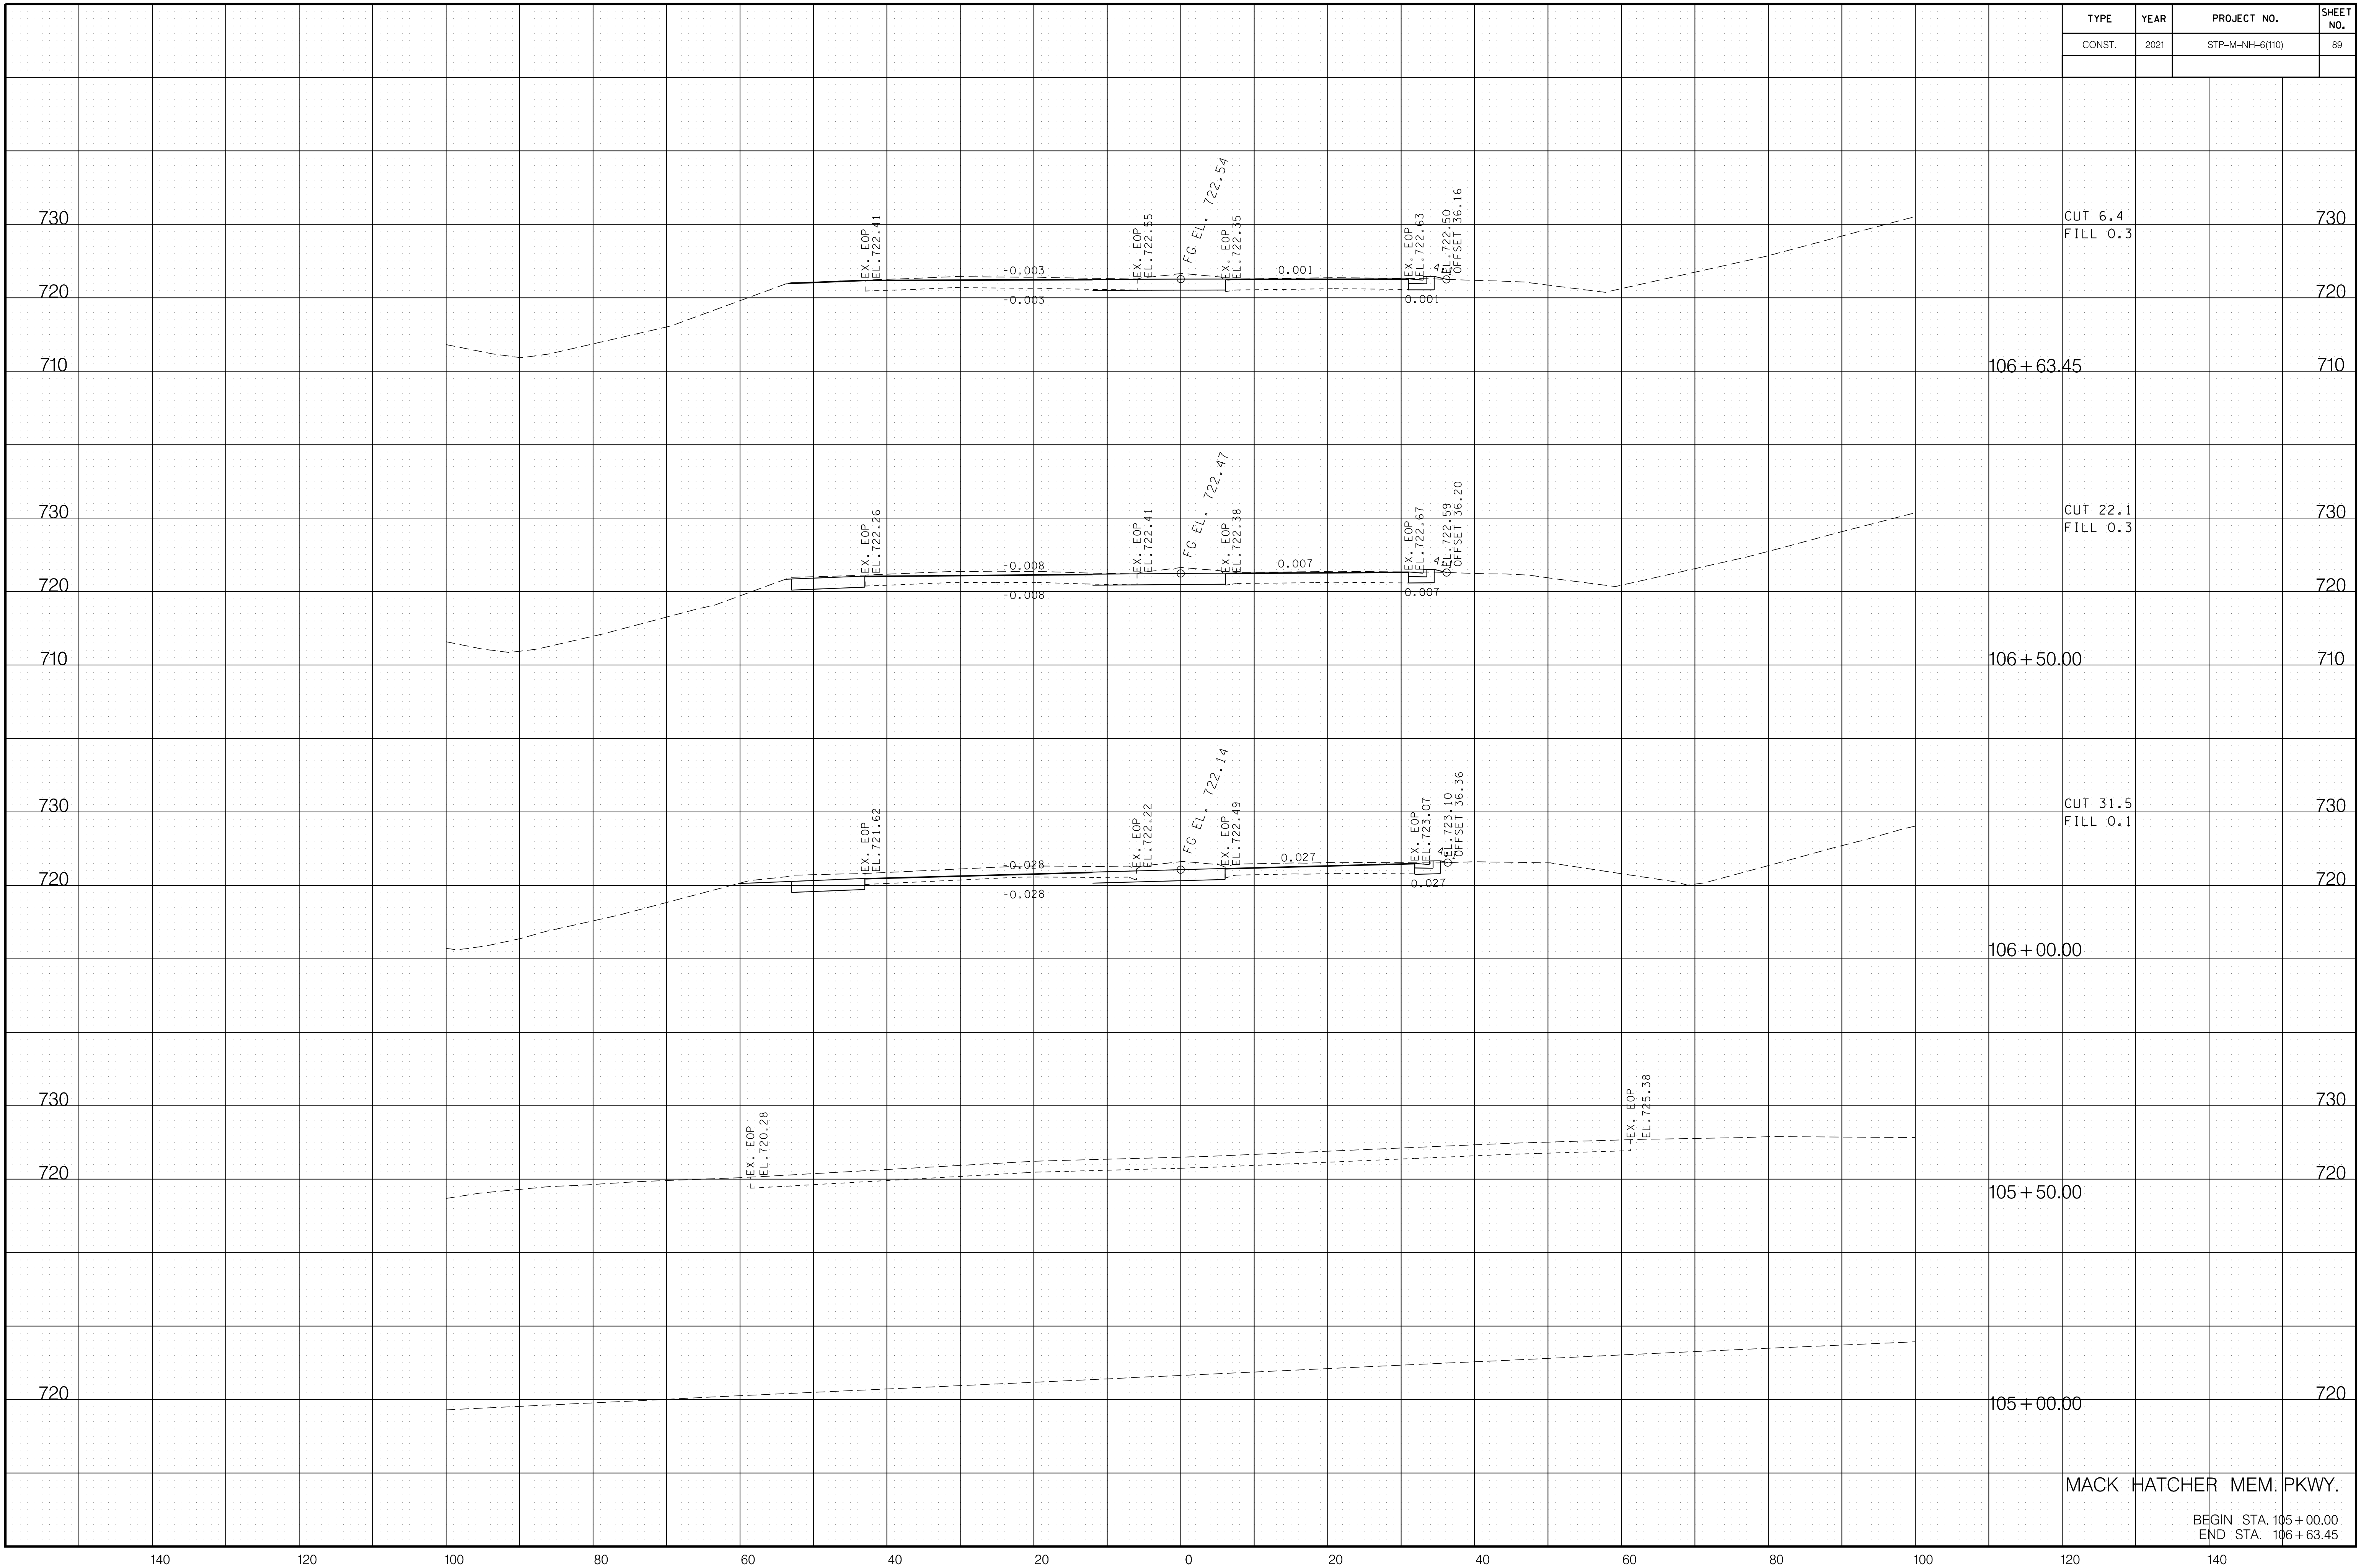 TYPE YEAR PROJECT NO. SHEET NO.
CONST. 2021 STP-M-NH-6(110) 89
730 730
CUT 6.4
FILL 0.3
EX. EOP
EL.722.41
-0.003
EX. EOP
EL.722.55
FG EL. 722.54
EX. EOP
EL.722.35
0.001
EX. EOP
EL.722.63
4
EL.722.50
OFFSET 36.16
720 720
-0.003
0.001
710 106+63.45 710
730 730
CUT 22.1
FILL 0.3
EX. EOP
EL.722.26
-0.008
EX. EOP
EL.722.41
FG EL. 722.47
EX. EOP
EL.722.38
0.007
EX. EOP
EL.722.67
4
EL.722.59
OFFSET 36.20
720 720
-0.008
0.007
710 106+50.00 710
730 730
CUT 31.5
FILL 0.1
EX. EOP
EL.721.62
-0.028
EX. EOP
EL.722.22
FG EL. 722.14
EX. EOP
EL.722.49
0.027
EX. EOP
EL.723.07
4
EL.723.10
OFFSET 36.36
720 720
-0.028
0.027
106+00.00
730 730
EX. EOP
EL.720.28
EX. EOP
EL.725.38
720 720
105+50.00
720 720
105+00.00
MACK HATCHER MEM. PKWY.
BEGIN STA. 105+00.00
END STA. 106+63.45
140 120 100 80 60 40 20 0 20 40 60 80 100 120 140